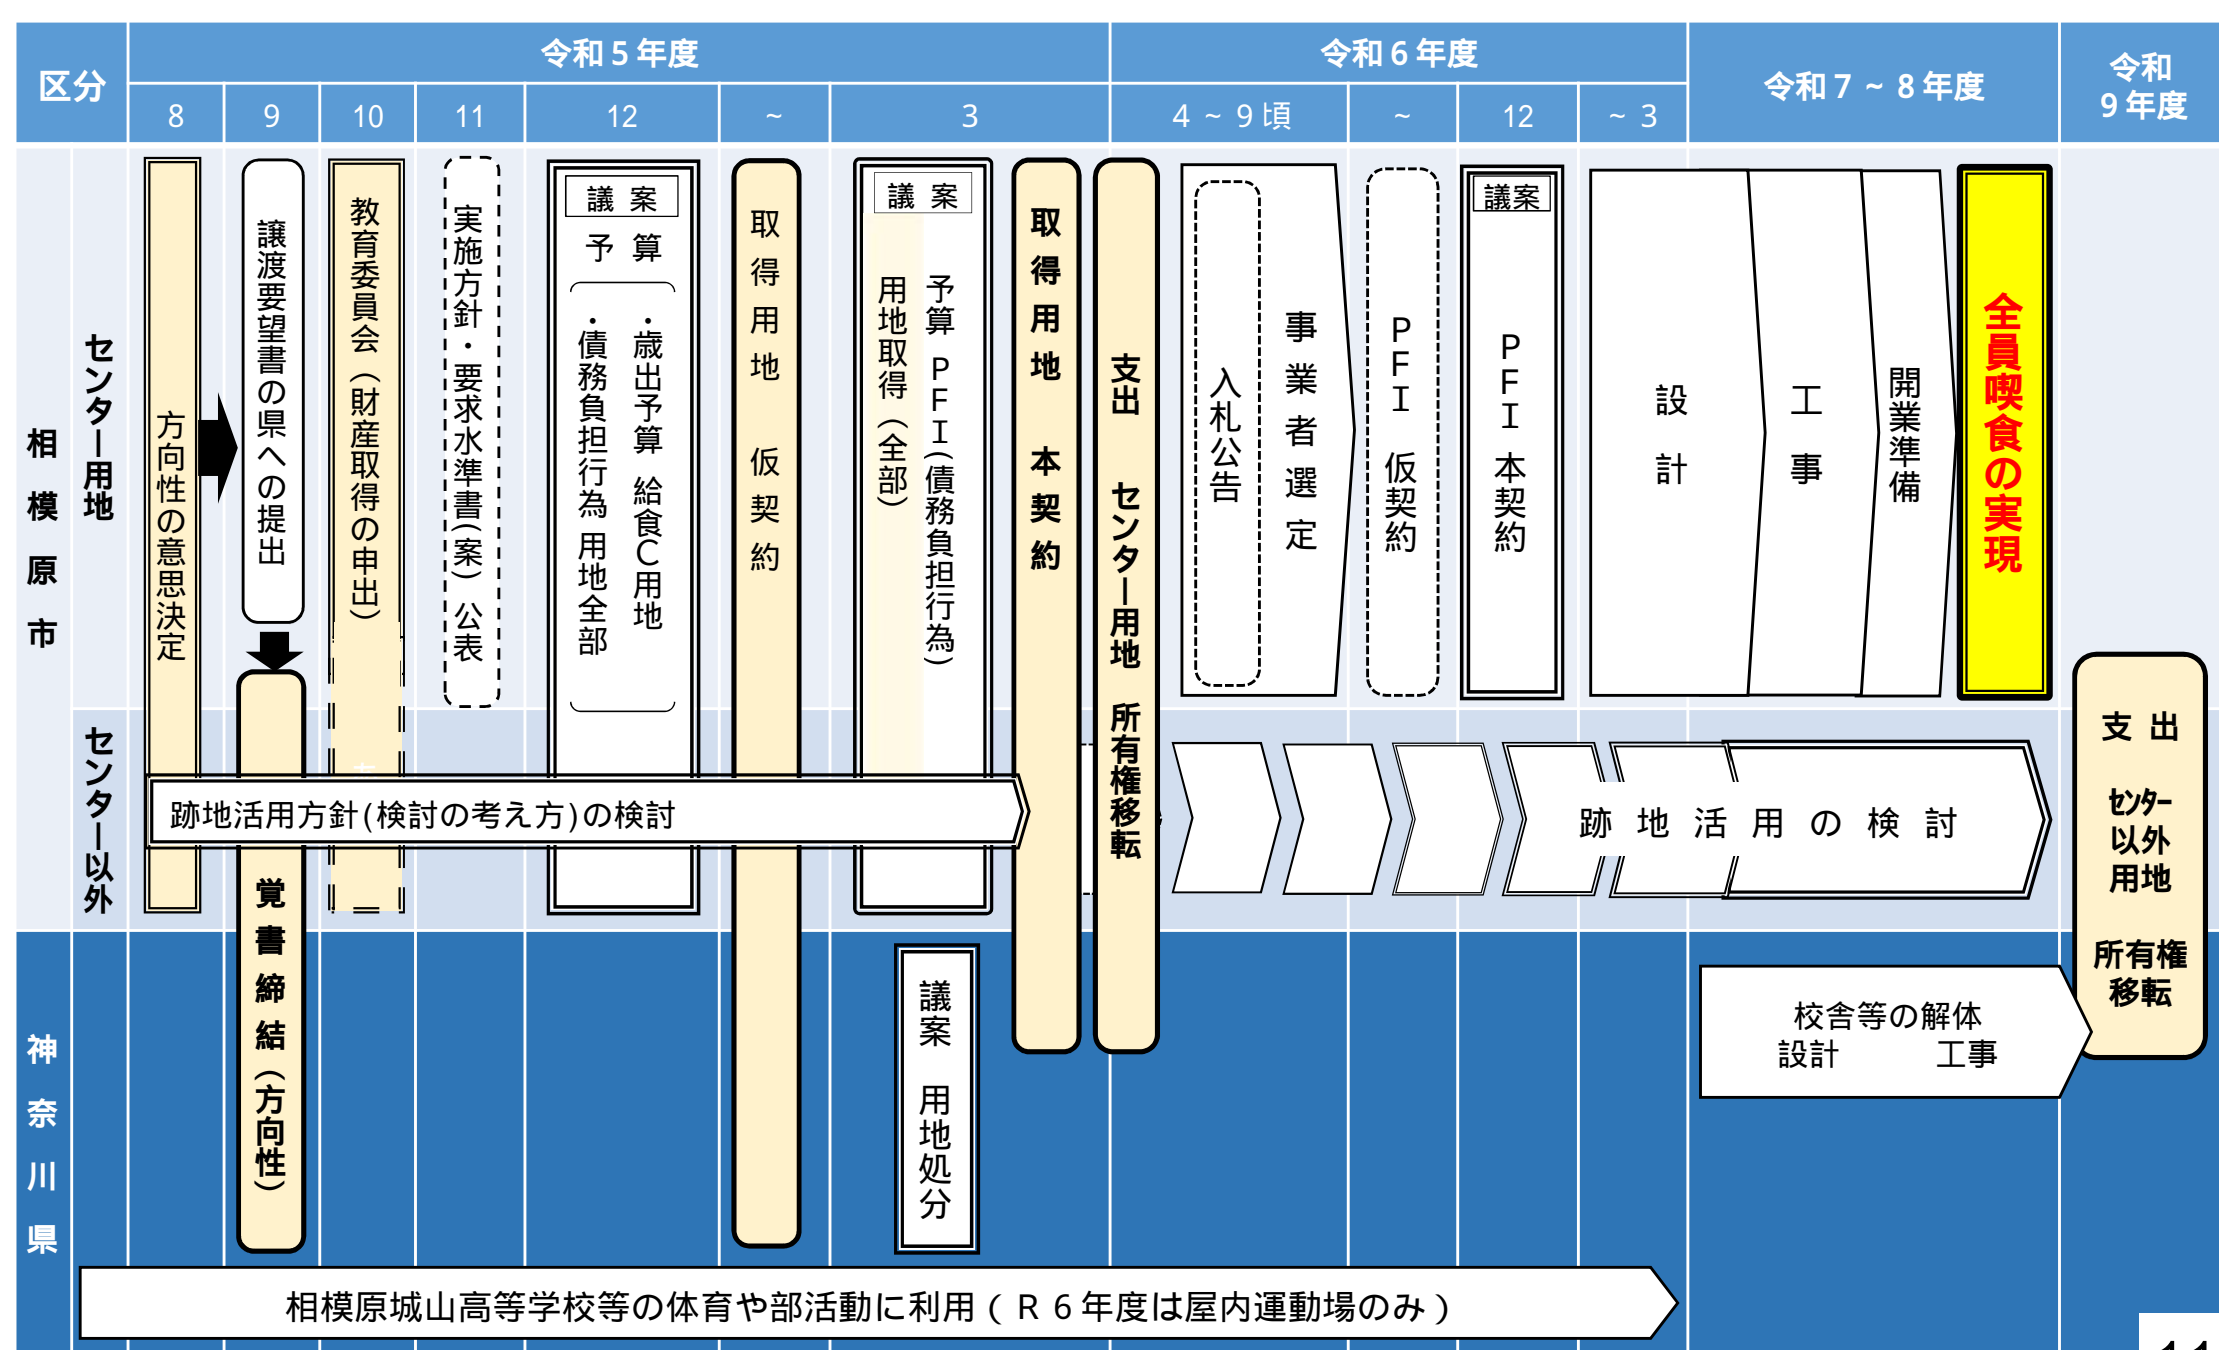 区分
令和５年度
令和６年度
令和７~８年度
令和
９年度
8
9
10
11
12
~
3
4 ~ 9 頃
~
12
~ 3
相模原市
センター用地
センター以外
神奈川県
方向性の意思決定
譲渡要望書の県への提出
教育委員会（財産取得の申出）
実施方針・要求水準書(案)公表
議 案
予 算
・歳出予算 給食C用地
・債務負担行為 用地全部
取得用地 仮契約
議 案
予算 PFI(債務負担行為)
用地取得（全部）
取得用地 本契約
支出 センター用地 所有権移転
事業者選定
入札公告
PFI 仮契約
議案
PFI 本契約
設計
工事
開業準備
全員喫食の実現
跡地活用方針(検討の考え方)の検討
跡地活用の検討
覚書締結（方向性）
議案 用地処分
支 出
センター
以外
用地
所有権
移転
校舎等の解体
設計 工事
相模原城山高等学校等の体育や部活動に利用（Ｒ６年度は屋内運動場のみ）